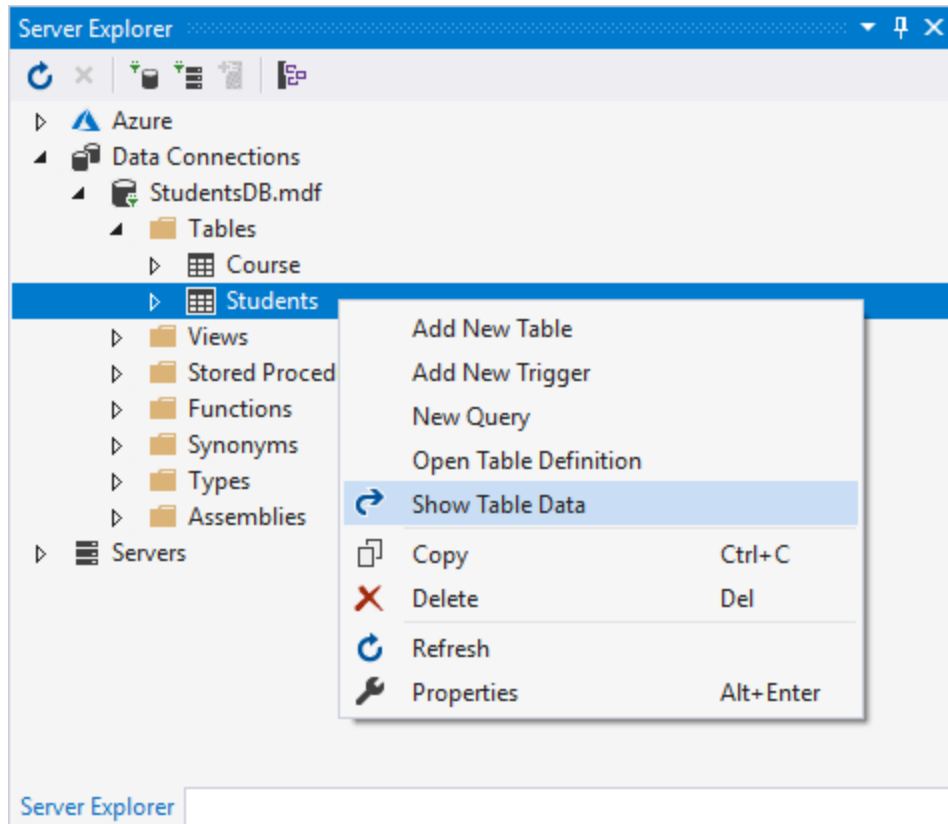 Server Explorer
Azure
Data Connections
StudentsDB.mdf
Tables
Course
Students
Views
Stored Proced
Functions
Synonyms
Types
Assemblies
Servers
Add New Table
Add New Trigger
New Query
Open Table Definition
Show Table Data
Copy Ctrl+C
Delete Del
Refresh
Properties Alt+Enter
Server Explorer